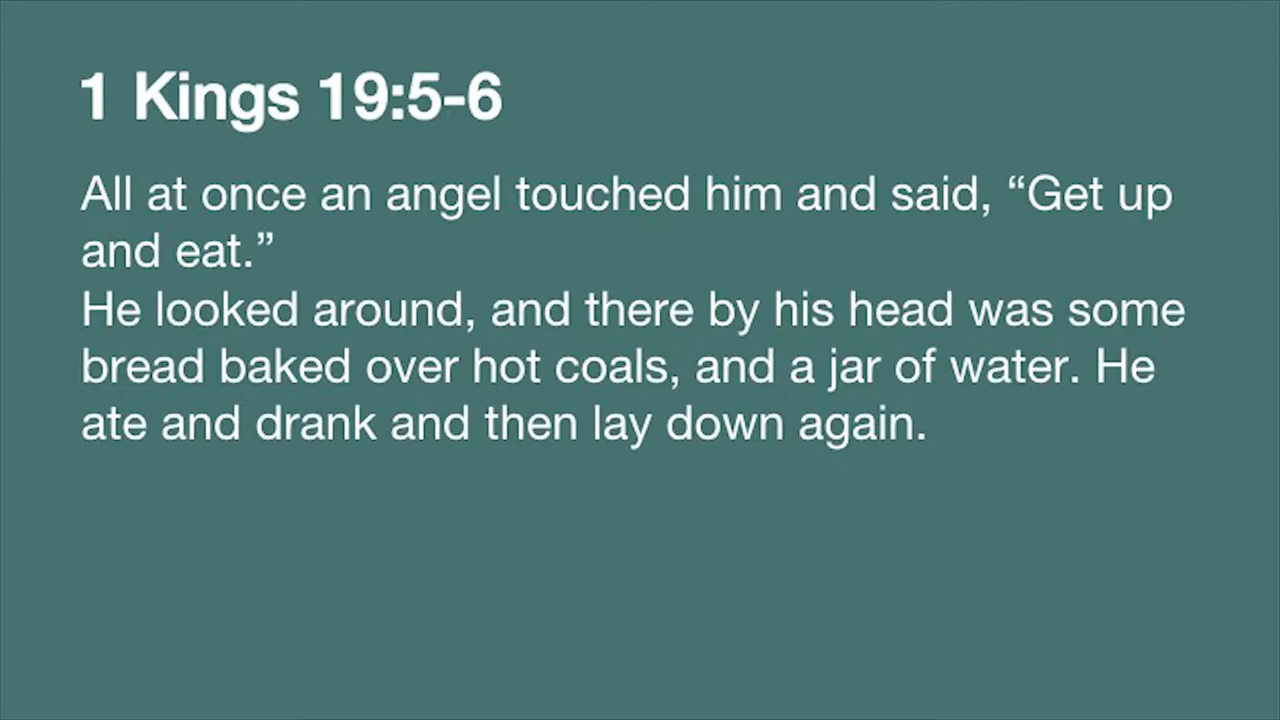 1 Kings 19:5-6
All at once an angel touched him and said, “Get up
and eat.”
He looked around, and there by his head was some
bread baked over hot coals, and a jar of water. He
ate and drank and then lay down again.